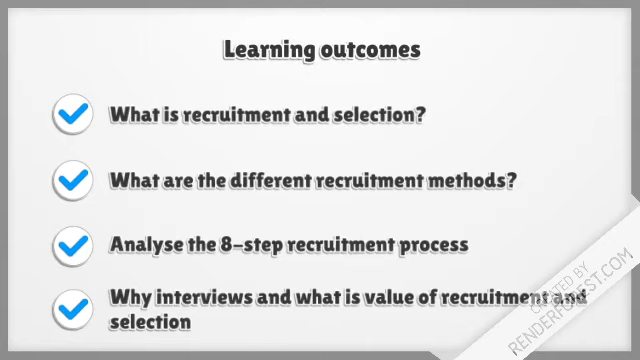 Learning outcomes
What is recruitment and selection?
What are the different recruitment methods?
Analyse the 8-step recruitment process
Why interviews and what is value of recruitment and
selection
CREATED BY
RENDERFOREST.COM